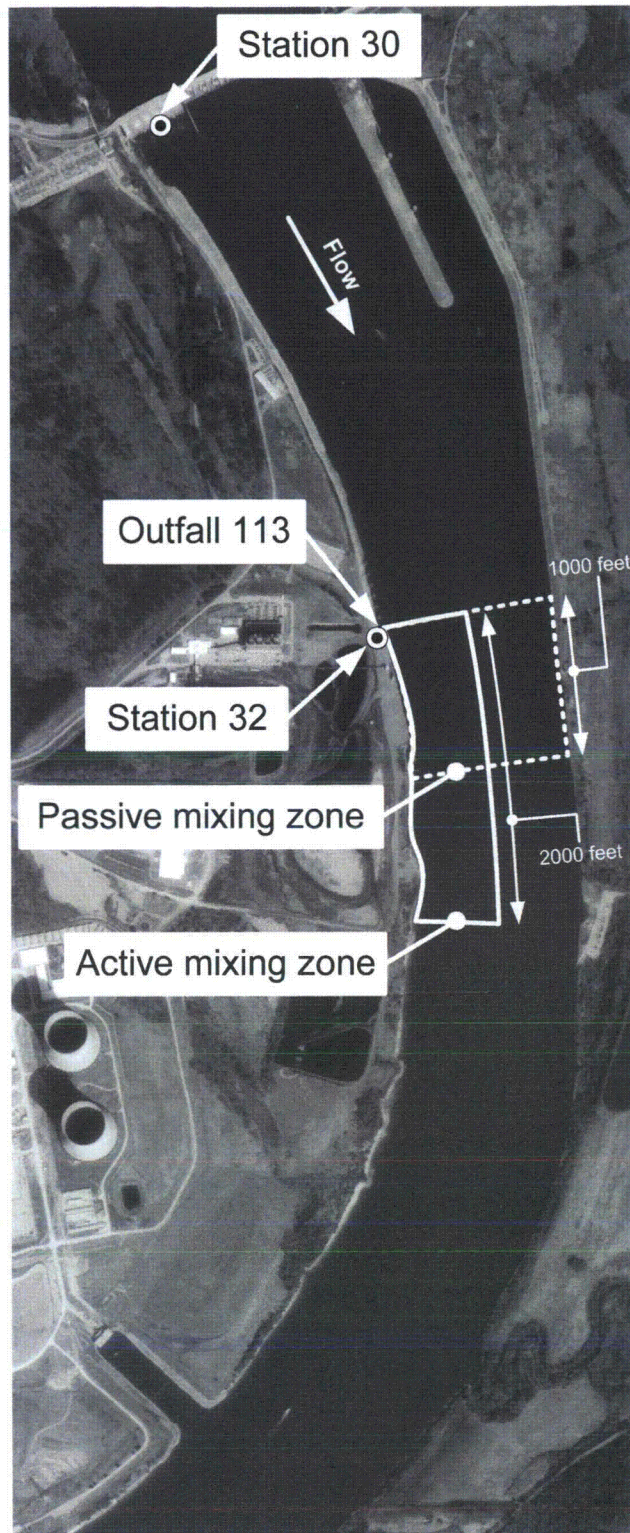 Station 30
Flow
Outfall 113
1000 feet
Station 32
Passive mixing zone
2000 feet
Active mixing zone